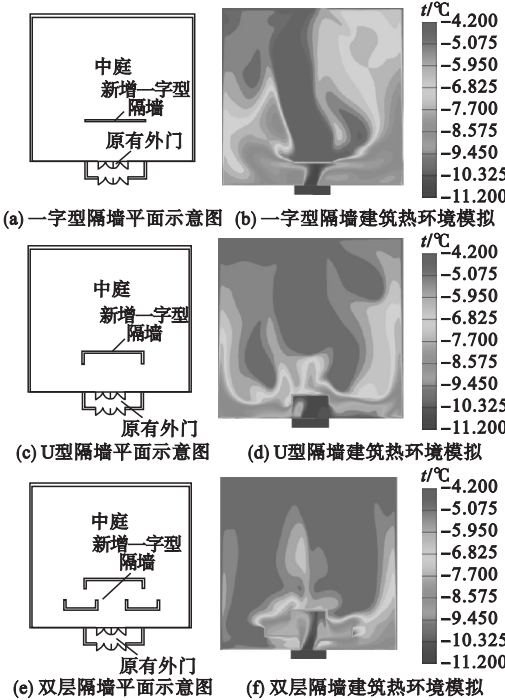 中庭
新增一字型
隔墙
原有外门
t/℃
-4.200
-5.075
-5.950
-6.825
-7.700
-8.575
-9.450
-10.325
-11.200
(a) 一字型隔墙平面示意图
(b) 一字型隔墙建筑热环境模拟
中庭
新增一字型
隔墙
原有外门
t/℃
-4.200
-5.075
-5.950
-6.825
-7.700
-8.575
-9.450
-10.325
-11.200
(c) U型隔墙平面示意图
(d) U型隔墙建筑热环境模拟
中庭
新增一字型
隔墙
原有外门
t/℃
-4.200
-5.075
-5.950
-6.825
-7.700
-8.575
-9.450
-10.325
-11.200
(e) 双层隔墙平面示意图
(f) 双层隔墙建筑热环境模拟